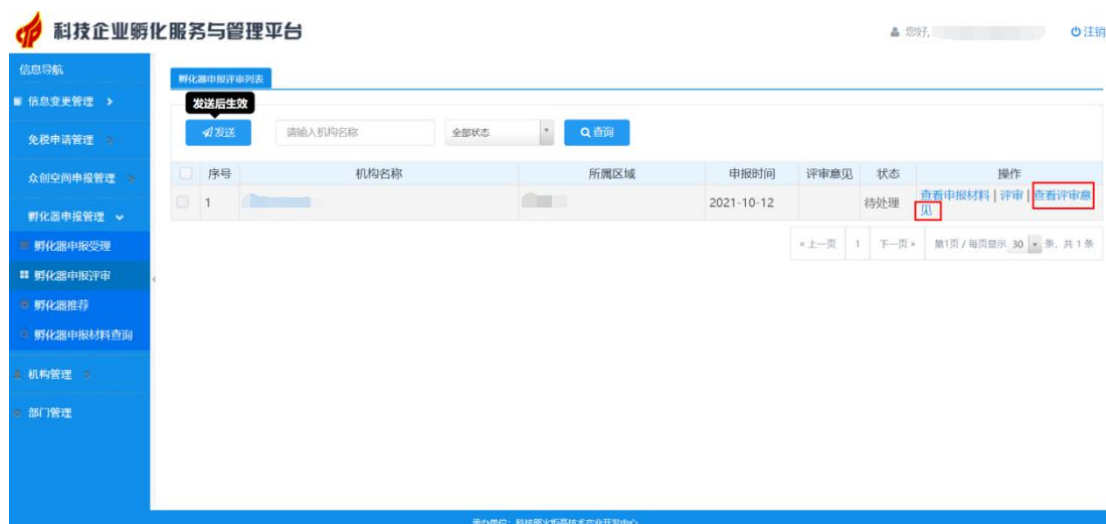 科技企业孵化服务与管理平台
您好,
注销
信息导航
信息变更管理
免税申请管理
众创空间申报管理
孵化器申报管理
孵化器申报受理
孵化器申报评审
孵化器推荐
孵化器申报材料查询
机构管理
部门管理
孵化器申报评审列表
发送后生效
发送
请输入机构名称
全部状态
查询
序号 机构名称 所属区域 申报时间 评审意见 状态 操作
1 2021-10-12 待处理 查看申报材料 | 评审 | 查看评审意
见
«上一页 1 下一页» 第1页 / 每页显示 30 条, 共 1 条